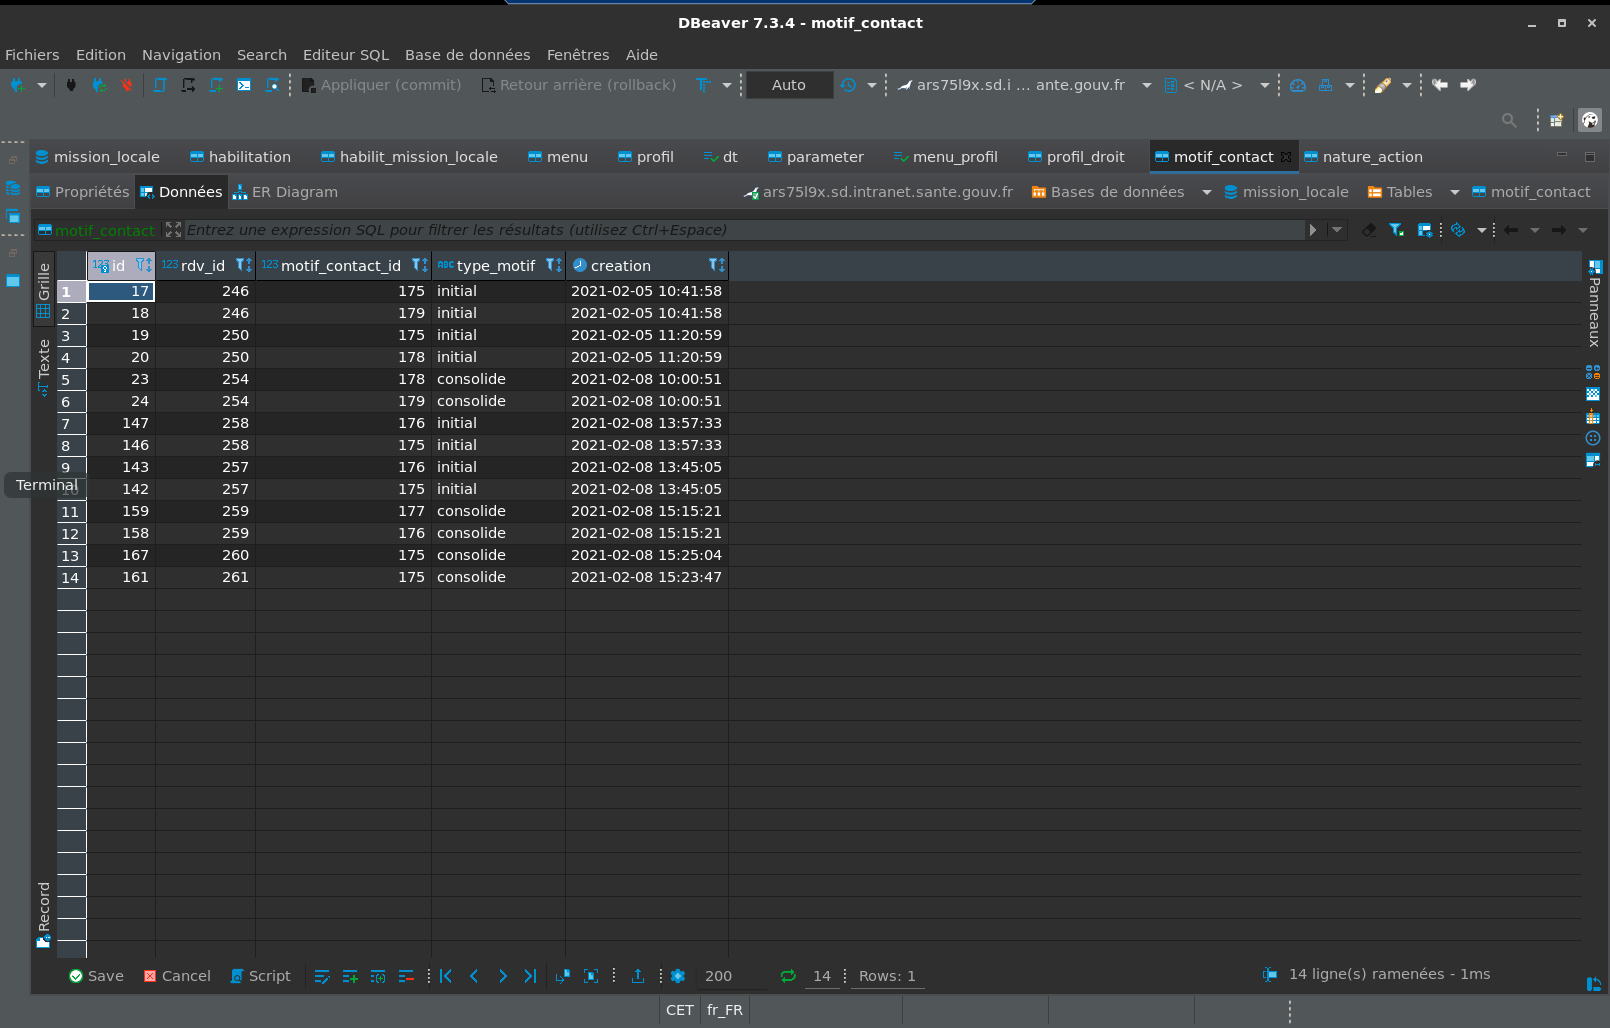 DBeaver 7.3.4 - motif_contact
Fichiers Edition Navigation Search Editeur SQL Base de données Fenêtres Aide
Appliquer (commit) Retour arrière (rollback) Auto ars75l9x.sd.i ... ante.gouv.fr < N/A >
mission_locale habilitation habilit_mission_locale menu profil dt parameter menu_profil profil_droit motif_contact nature_action
Propriétés Données ER Diagram ars75l9x.sd.intranet.sante.gouv.fr Bases de données mission_locale Tables motif_contact
motif_contact Entrez une expression SQL pour filtrer les résultats (utilisez Ctrl+Espace)
Grille
Texte
Record
Panneaux
123 id 123 rdv_id 123 motif_contact_id ABC type_motif creation
1 17 246 175 initial 2021-02-05 10:41:58
2 18 246 179 initial 2021-02-05 10:41:58
3 19 250 175 initial 2021-02-05 11:20:59
4 20 250 178 initial 2021-02-05 11:20:59
5 23 254 178 consolide 2021-02-08 10:00:51
6 24 254 179 consolide 2021-02-08 10:00:51
7 147 258 176 initial 2021-02-08 13:57:33
8 146 258 175 initial 2021-02-08 13:57:33
9 143 257 176 initial 2021-02-08 13:45:05
10 142 257 175 initial 2021-02-08 13:45:05
Terminal
11 159 259 177 consolide 2021-02-08 15:15:21
12 158 259 176 consolide 2021-02-08 15:15:21
13 167 260 175 consolide 2021-02-08 15:25:04
14 161 261 175 consolide 2021-02-08 15:23:47
Save Cancel Script 200 14 Rows: 1 14 ligne(s) ramenées - 1ms
CET fr_FR